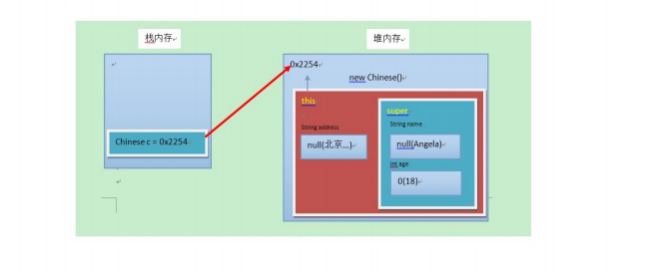 栈内存
堆内存
0x2254
new Chinese()
this
super
String address
String name
Chinese c = 0x2254
null(北京...)
null(Angela)
int age
0(18)